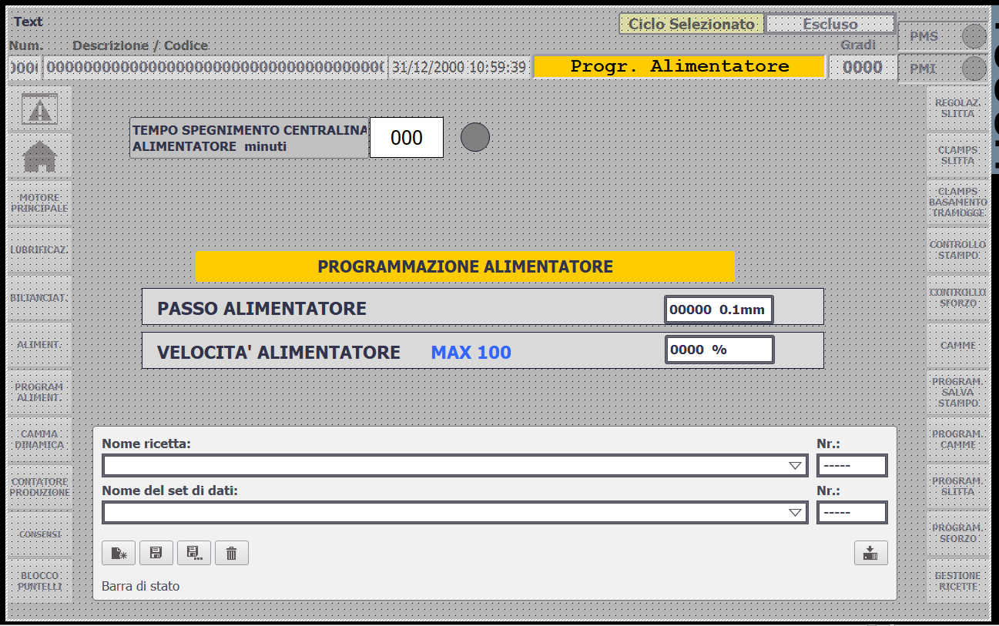 Text
Ciclo Selezionato
Escluso
Num.
Descrizione / Codice
Gradi
PMS
31/12/2000 10:59:39
Progr. Alimentatore
0000
PMI
TEMPO SPEGNIMENTO CENTRALINA
ALIMENTATORE minuti
000
MOTORE
PRINCIPALE
LUBRIFICAZ.
BILIANCIAT.
ALIMENT.
PROGRAM
ALIMENT.
CAMMA
DINAMICA
CONTATORE
PRODUZIONE
CONSENSI
BLOCCO
PUNTELLI
PROGRAMMAZIONE ALIMENTATORE
PASSO ALIMENTATORE
00000 0.1mm
VELOCITA' ALIMENTATORE
MAX 100
0000 %
Nome ricetta:
Nr.:
-----
Nome del set di dati:
Nr.:
-----
Barra di stato
REGOLAZ.
SLITTA
CLAMPS
SLITTA
CLAMPS
BASAMENTO
TRAMOGGE
CONTROLLO
STAMPO
CONTROLLO
SFORZO
CAMME
PROGRAM.
SALVA
STAMPO
PROGRAM.
CAMME
PROGRAM.
SLITTA
PROGRAM.
SFORZO
GESTIONE
RICETTE